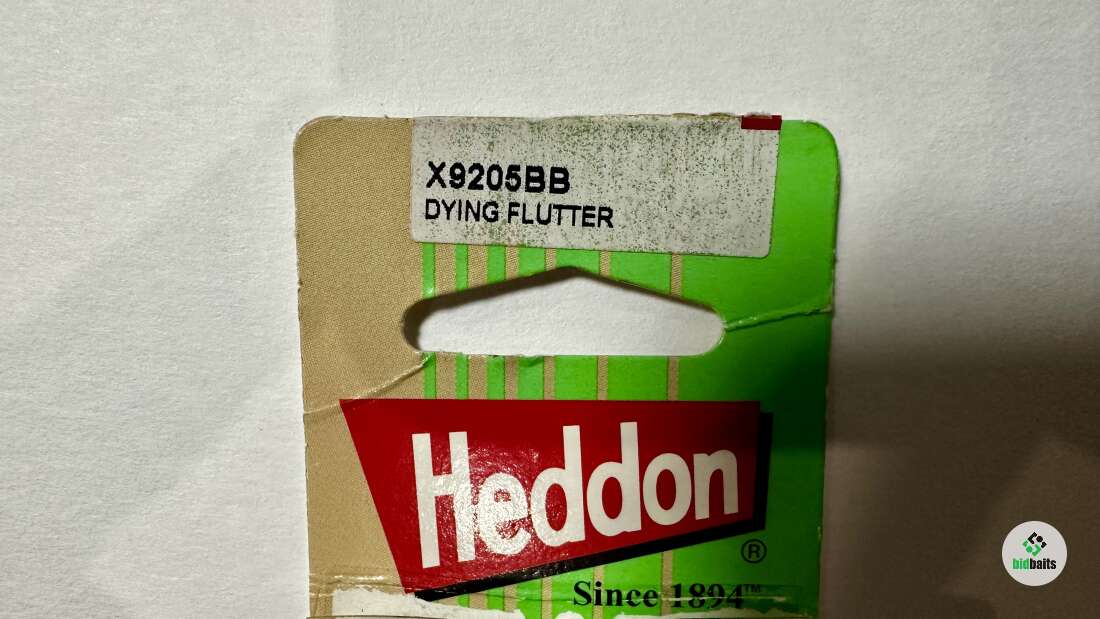 X9205BB
DYING FLUTTER
Heddon
®
Since 1894™
bidbaits